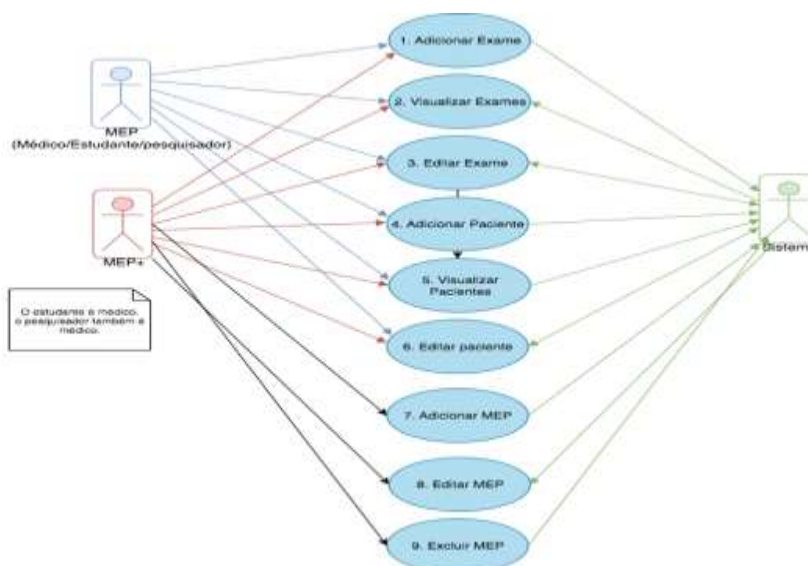 1. Adicionar Exame
2. Visualizar Exames
MEP
(Médico/Estudante/pesquisador)
3. Editar Exame
4. Adicionar Paciente
MEP+
Sistema
5. Visualizar
Pacientes
O estudante é médico,
o pesquisador também é
médico.
6. Editar paciente
7. Adicionar MEP
8. Editar MEP
9. Excluir MEP